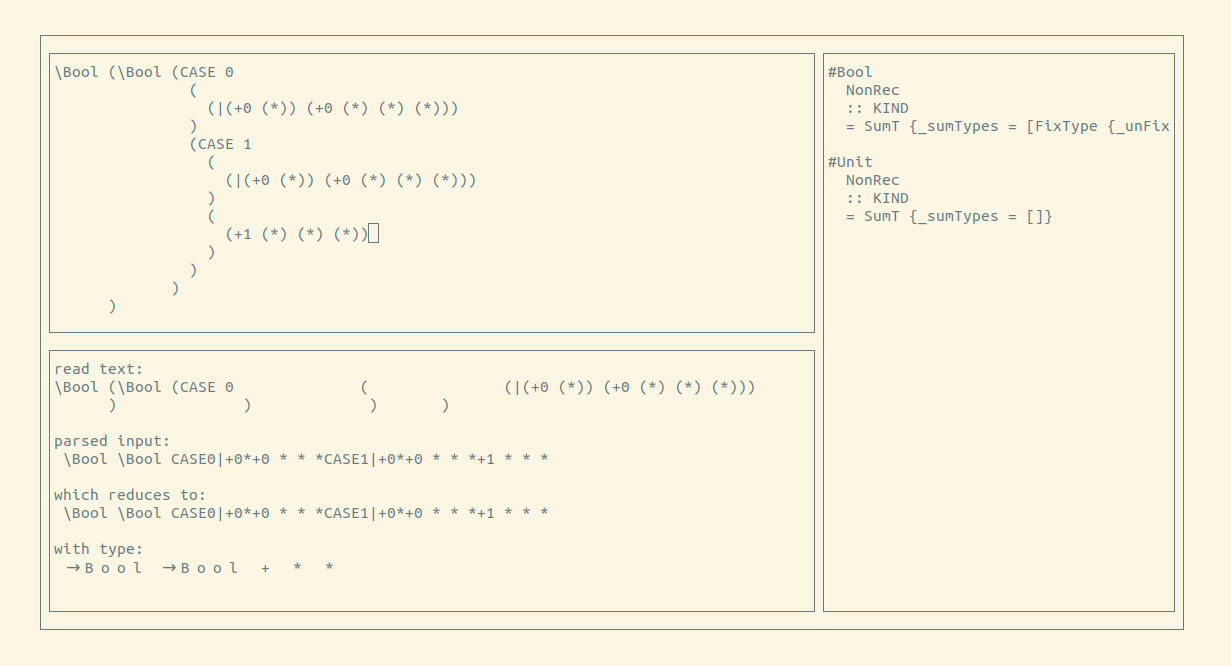 \Bool (\Bool (CASE 0
               (
                 (|(+0 (*)) (+0 (*) (*) (*)))
               )
               (CASE 1
                 (
                   (|(+0 (*)) (+0 (*) (*) (*)))
                 )
                 (
                   (+1 (*) (*) (*))
                 )
               )
             )
      )
read text:
\Bool (\Bool (CASE 0              (               (|(+0 (*)) (+0 (*) (*) (*)))
      )              )             )       )
parsed input:
 \Bool \Bool CASE0|+0*+0 * * *CASE1|+0*+0 * * *+1 * * *
which reduces to:
 \Bool \Bool CASE0|+0*+0 * * *CASE1|+0*+0 * * *+1 * * *
with type:
 →Bool →Bool + * *
#Bool
  NonRec
  :: KIND
  = SumT {_sumTypes = [FixType {_unFix
#Unit
  NonRec
  :: KIND
  = SumT {_sumTypes = []}